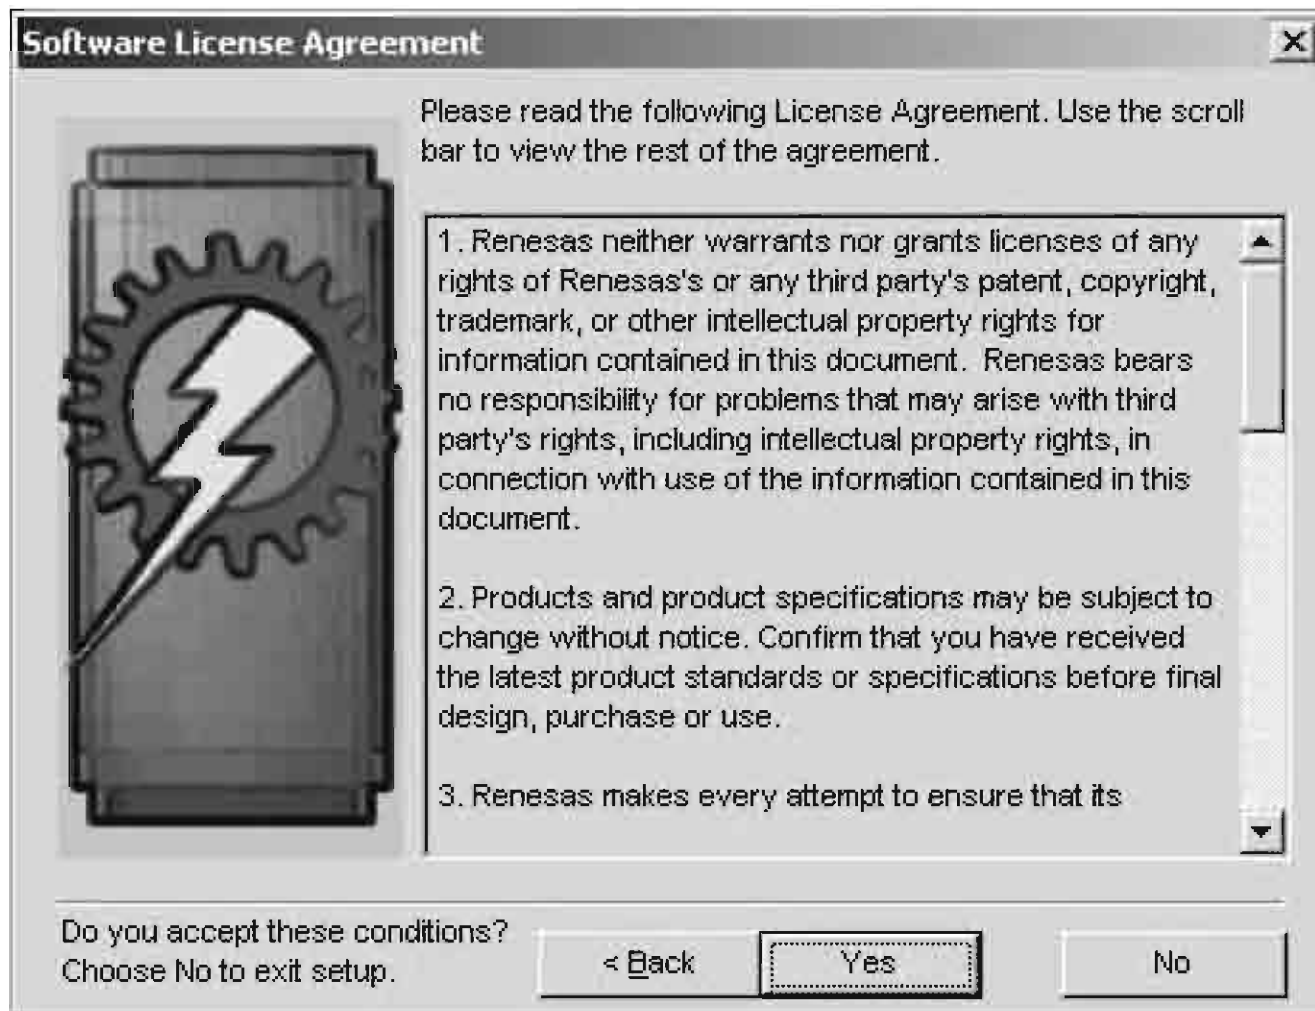 Software License Agreement
Please read the following License Agreement. Use the scroll
bar to view the rest of the agreement.
1. Renesas neither warrants nor grants licenses of any
rights of Renesas's or any third party's patent, copyright,
trademark, or other intellectual property rights for
information contained in this document.  Renesas bears
no responsibility for problems that may arise with third
party's rights, including intellectual property rights, in
connection with use of the information contained in this
document.
2. Products and product specifications may be subject to
change without notice. Confirm that you have received
the latest product standards or specifications before final
design, purchase or use.
3. Renesas makes every attempt to ensure that its
Do you accept these conditions?
Choose No to exit setup.
< Back
Yes
No